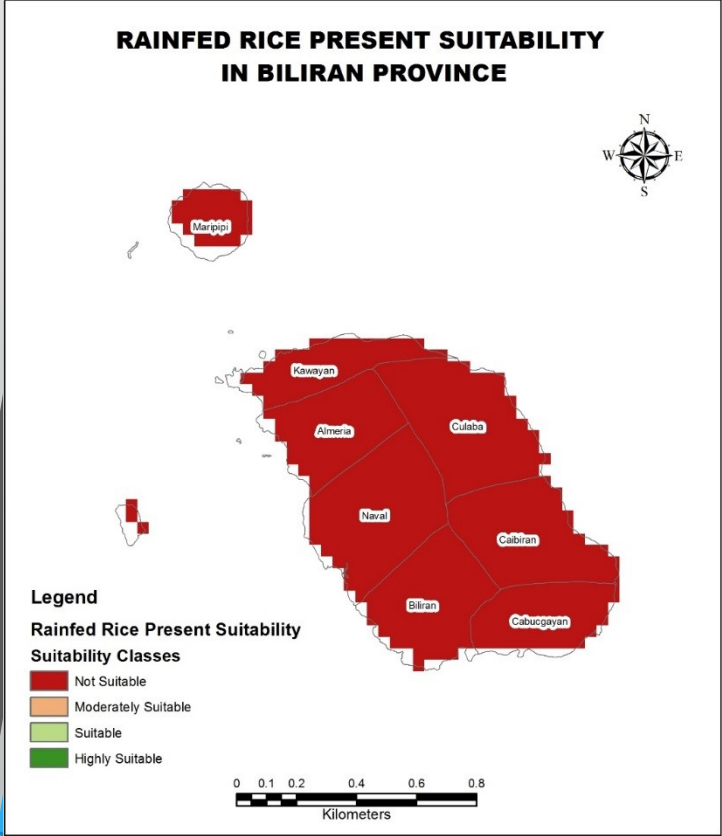 RAINFED RICE PRESENT SUITABILITY
IN BILIRAN PROVINCE
N
W E
S
Maripipi
Kawayan
Almeria
Culaba
Naval
Caibiran
Biliran
Cabucgayan
Legend
Rainfed Rice Present Suitability
Suitability Classes
Not Suitable
Moderately Suitable
Suitable
Highly Suitable
0 0.1 0.2 0.4 0.6 0.8
Kilometers